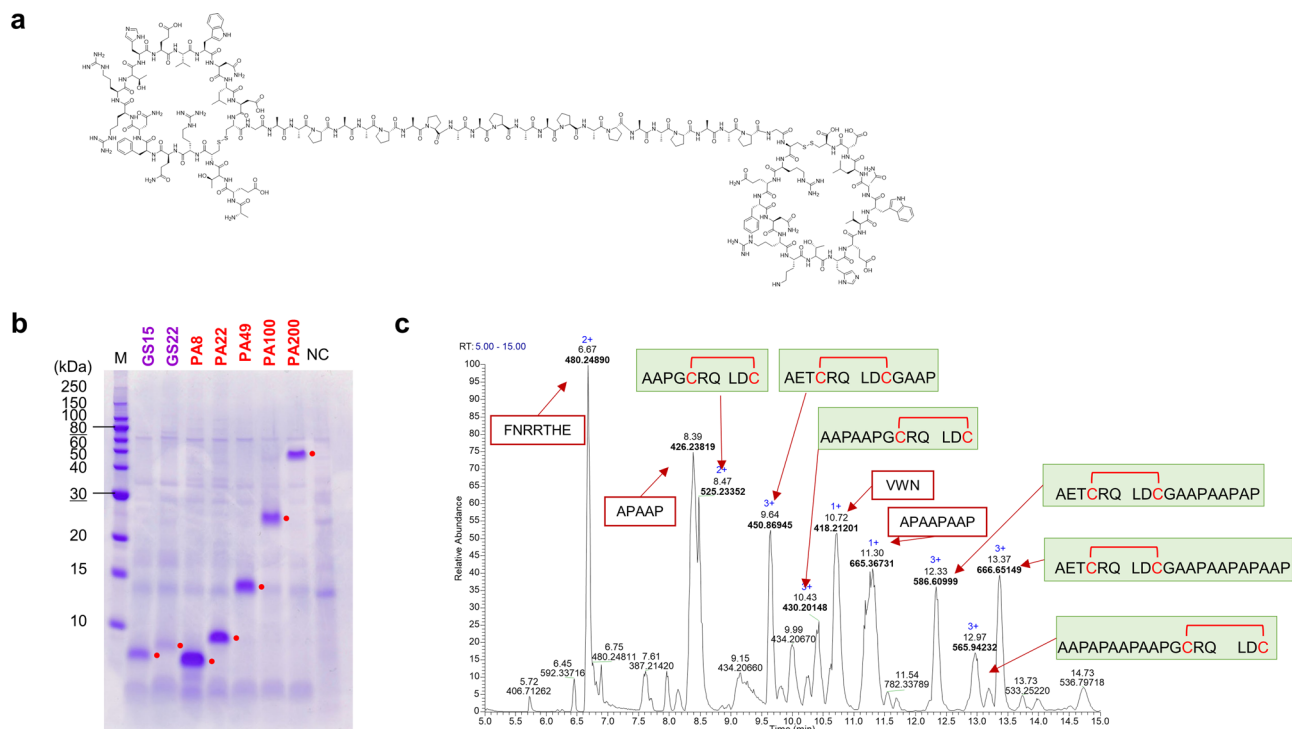 a
b
(kDa)
M
GS15
GS22
PA8
PA22
PA49
PA100
PA200
NC
250
150
100
80
60
50
40
30
20
15
10
c
RT: 5.00 - 15.00
Relative Abundance
100
95
90
85
80
75
70
65
60
55
50
45
40
35
30
25
20
15
10
5
0
2+
6.67
480.24890
FNRRTHE
8.39
426.23819
APAAP
AAPGCRQ LDC
2+
8.47
525.23352
AETCRQ LDCGAAP
3+
9.64
450.86945
AAPAAPGCRQ LDC
3+
10.43
430.20148
VWN
1+
10.72
418.21201
APAAPAAP
1+
11.30
665.36731
AETCRQ LDCGAAPAAPAP
3+
12.33
586.60999
AETCRQ LDCGAAPAAPAPAAP
3+
13.37
666.65149
AAPAPAAPAAPGCRQ LDC
3+
12.97
565.94232
5.72
406.71262
6.45
592.33716
6.75
480.24811
7.61
387.21420
9.15
434.20660
9.99
434.20670
11.54
782.33789
13.73
533.25220
14.73
536.79718
5.0 5.5 6.0 6.5 7.0 7.5 8.0 8.5 9.0 9.5 10.0 10.5 11.0 11.5 12.0 12.5 13.0 13.5 14.0 14.5 15.0
Time (min)